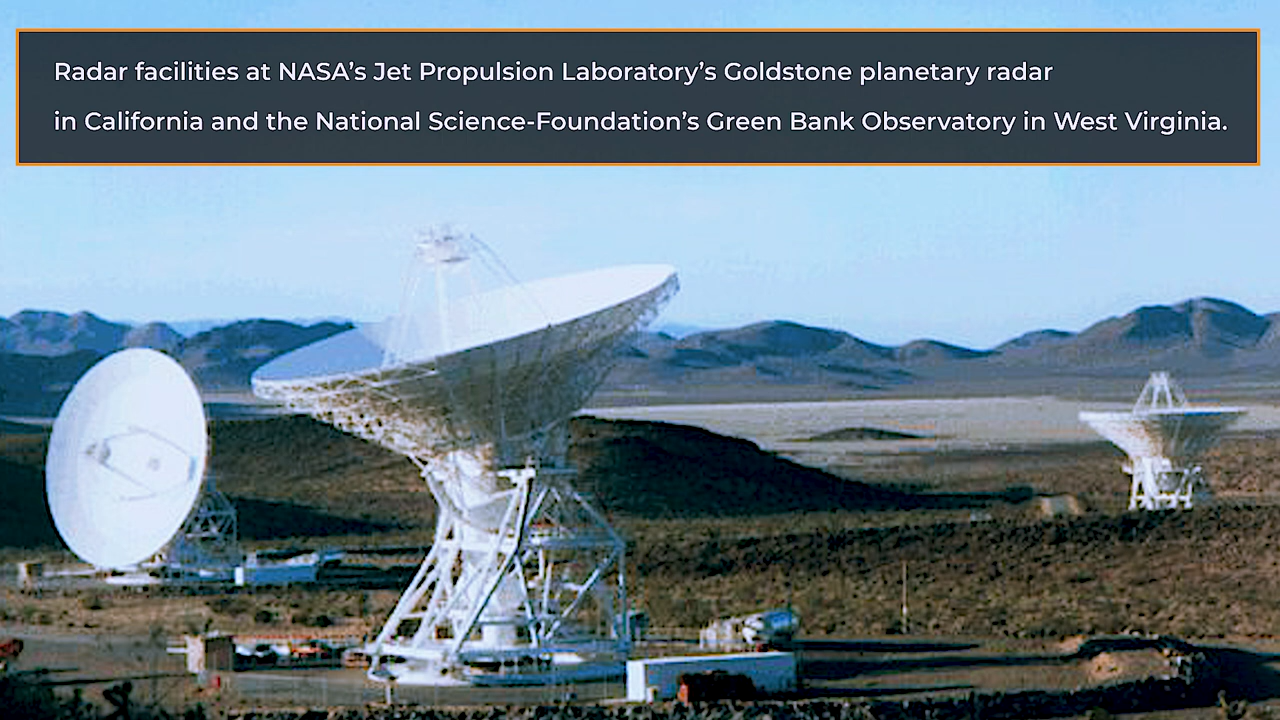 Radar facilities at NASA’s Jet Propulsion Laboratory’s Goldstone planetary radar
in California and the National Science-Foundation’s Green Bank Observatory in West Virginia.